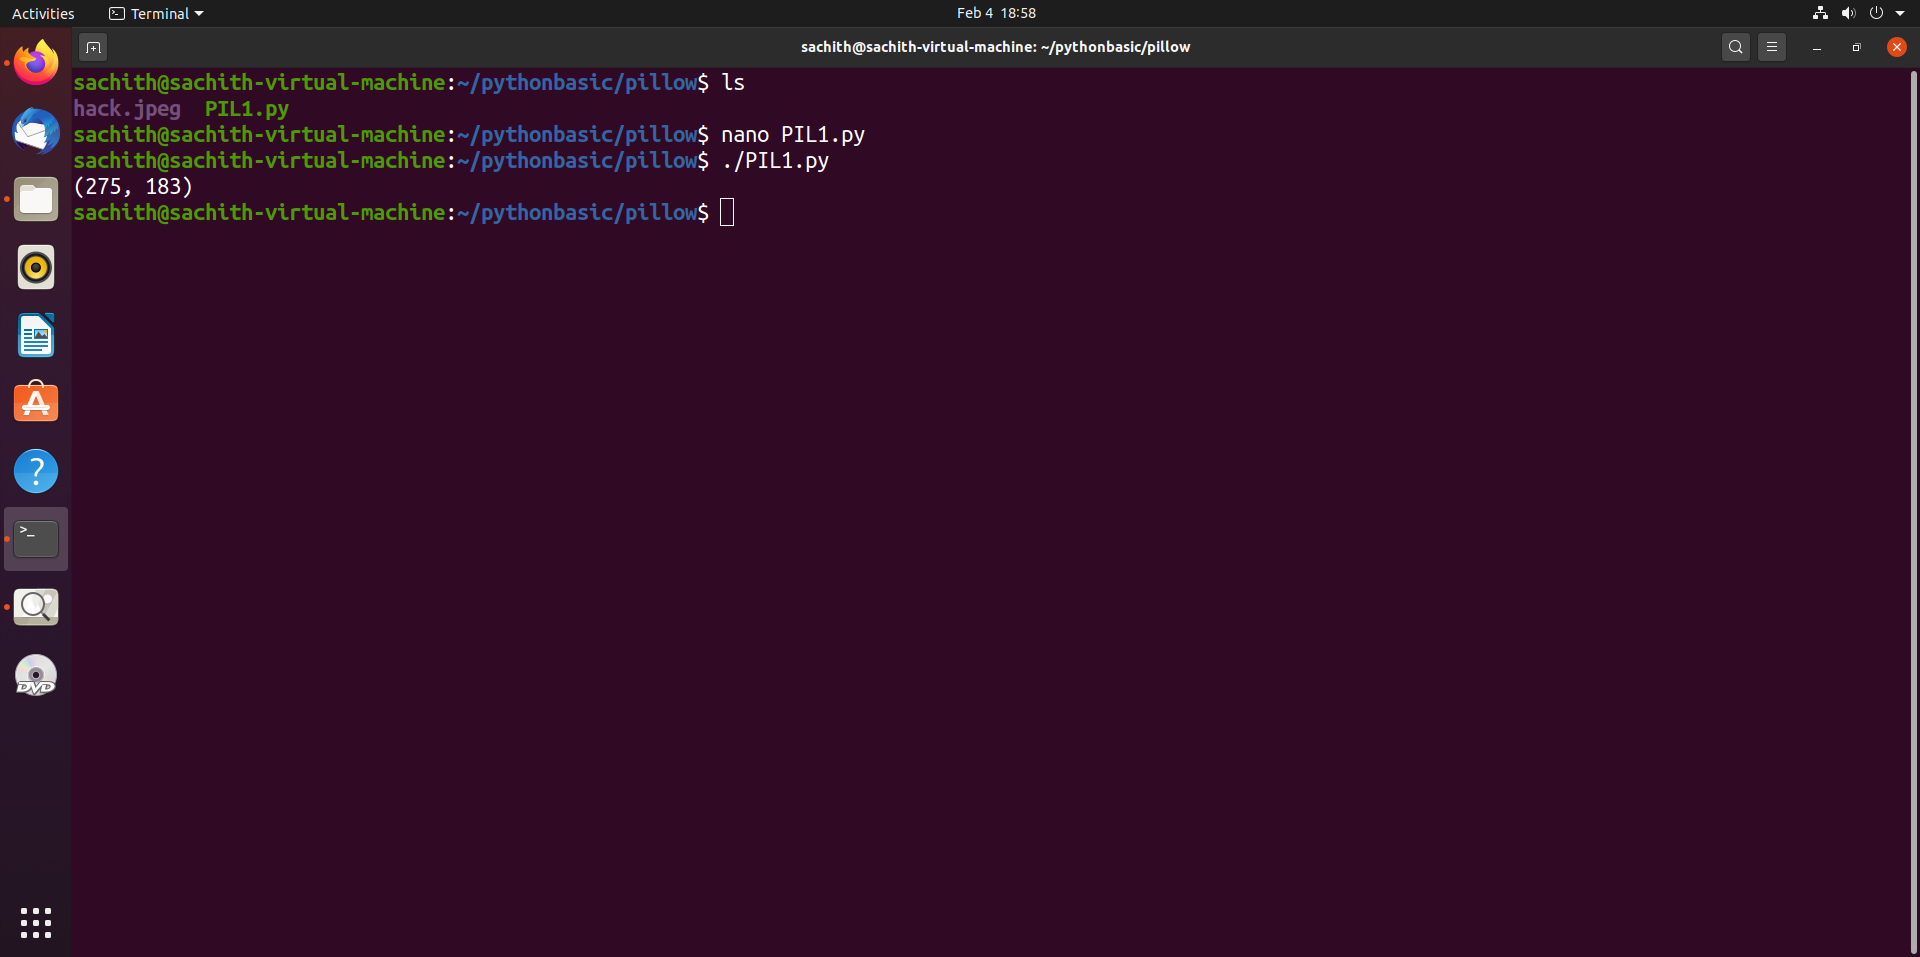 Activities
Terminal
Feb 4 18:58
sachith@sachith-virtual-machine: ~/pythonbasic/pillow
sachith@sachith-virtual-machine:~/pythonbasic/pillow$ ls
hack.jpeg  PIL1.py
sachith@sachith-virtual-machine:~/pythonbasic/pillow$ nano PIL1.py
sachith@sachith-virtual-machine:~/pythonbasic/pillow$ ./PIL1.py
(275, 183)
sachith@sachith-virtual-machine:~/pythonbasic/pillow$
?
>_
DVD